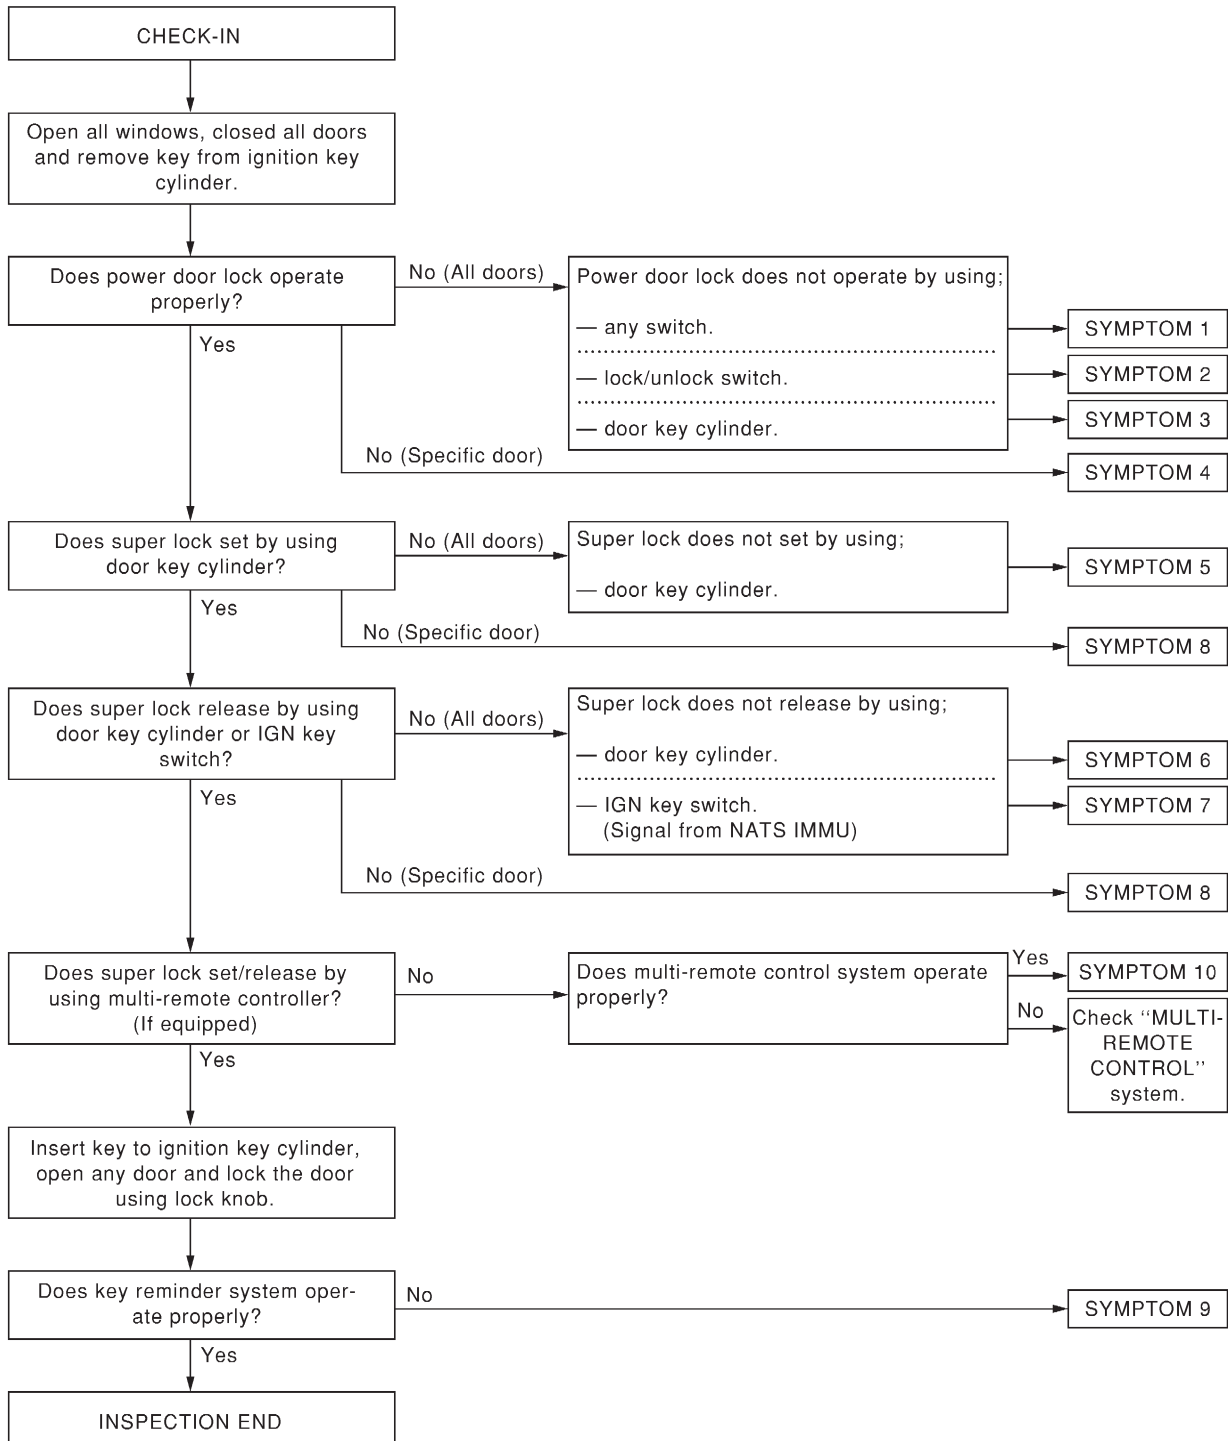 CHECK-IN
Open all windows, closed all doors
and remove key from ignition key
cylinder.
Does power door lock operate
properly?
No (All doors)
Power door lock does not operate by using;
— any switch.
— lock/unlock switch.
— door key cylinder.
SYMPTOM 1
SYMPTOM 2
SYMPTOM 3
Yes
No (Specific door)
SYMPTOM 4
Does super lock set by using
door key cylinder?
No (All doors)
Super lock does not set by using;
— door key cylinder.
SYMPTOM 5
Yes
No (Specific door)
SYMPTOM 8
Does super lock release by using
door key cylinder or IGN key
switch?
No (All doors)
Super lock does not release by using;
— door key cylinder.
— IGN key switch.
(Signal from NATS IMMU)
SYMPTOM 6
SYMPTOM 7
Yes
No (Specific door)
SYMPTOM 8
Does super lock set/release by
using multi-remote controller?
(If equipped)
No
Does multi-remote control system operate
properly?
Yes
SYMPTOM 10
No
Check “MULTI-
REMOTE
CONTROL”
system.
Yes
Insert key to ignition key cylinder,
open any door and lock the door
using lock knob.
Does key reminder system oper-
ate properly?
No
SYMPTOM 9
Yes
INSPECTION END